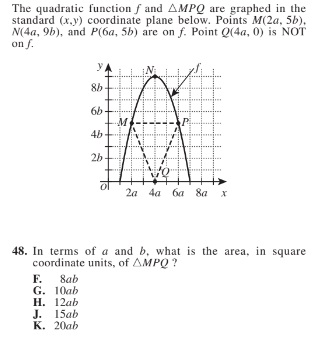 The quadratic function f and △MPQ are graphed in the
standard (x,y) coordinate plane below. Points M(2a, 5b),
N(4a, 9b), and P(6a, 5b) are on f. Point Q(4a, 0) is NOT
on f.
y
N
f
8b
6b
M
P
4b
2b
Q
O
2a 4a 6a 8a x
48. In terms of a and b, what is the area, in square
coordinate units, of △MPQ ?
F. 8ab
G. 10ab
H. 12ab
J. 15ab
K. 20ab